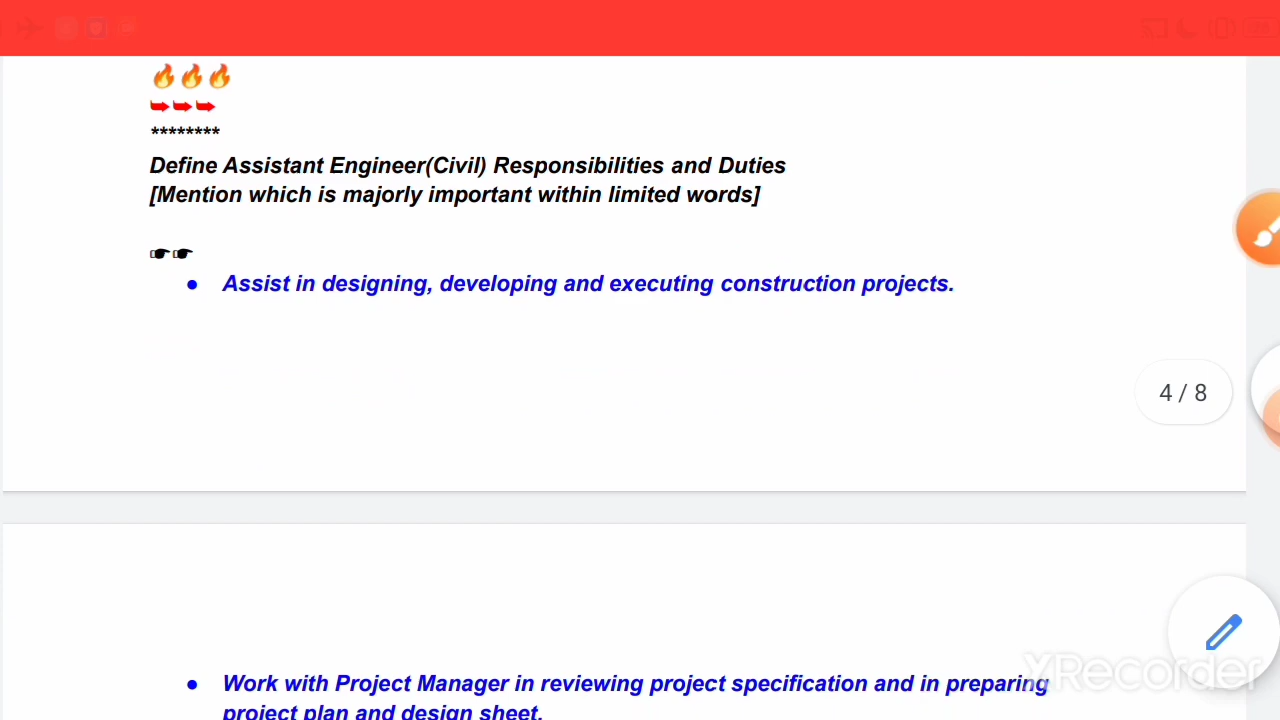 🔥🔥🔥
➥➥➥
********
Define Assistant Engineer(Civil) Responsibilities and Duties
[Mention which is majorly important within limited words]
☛☛
● Assist in designing, developing and executing construction projects.
4 / 8
● Work with Project Manager in reviewing project specification and in preparing
project plan and design sheet.
XRecorder